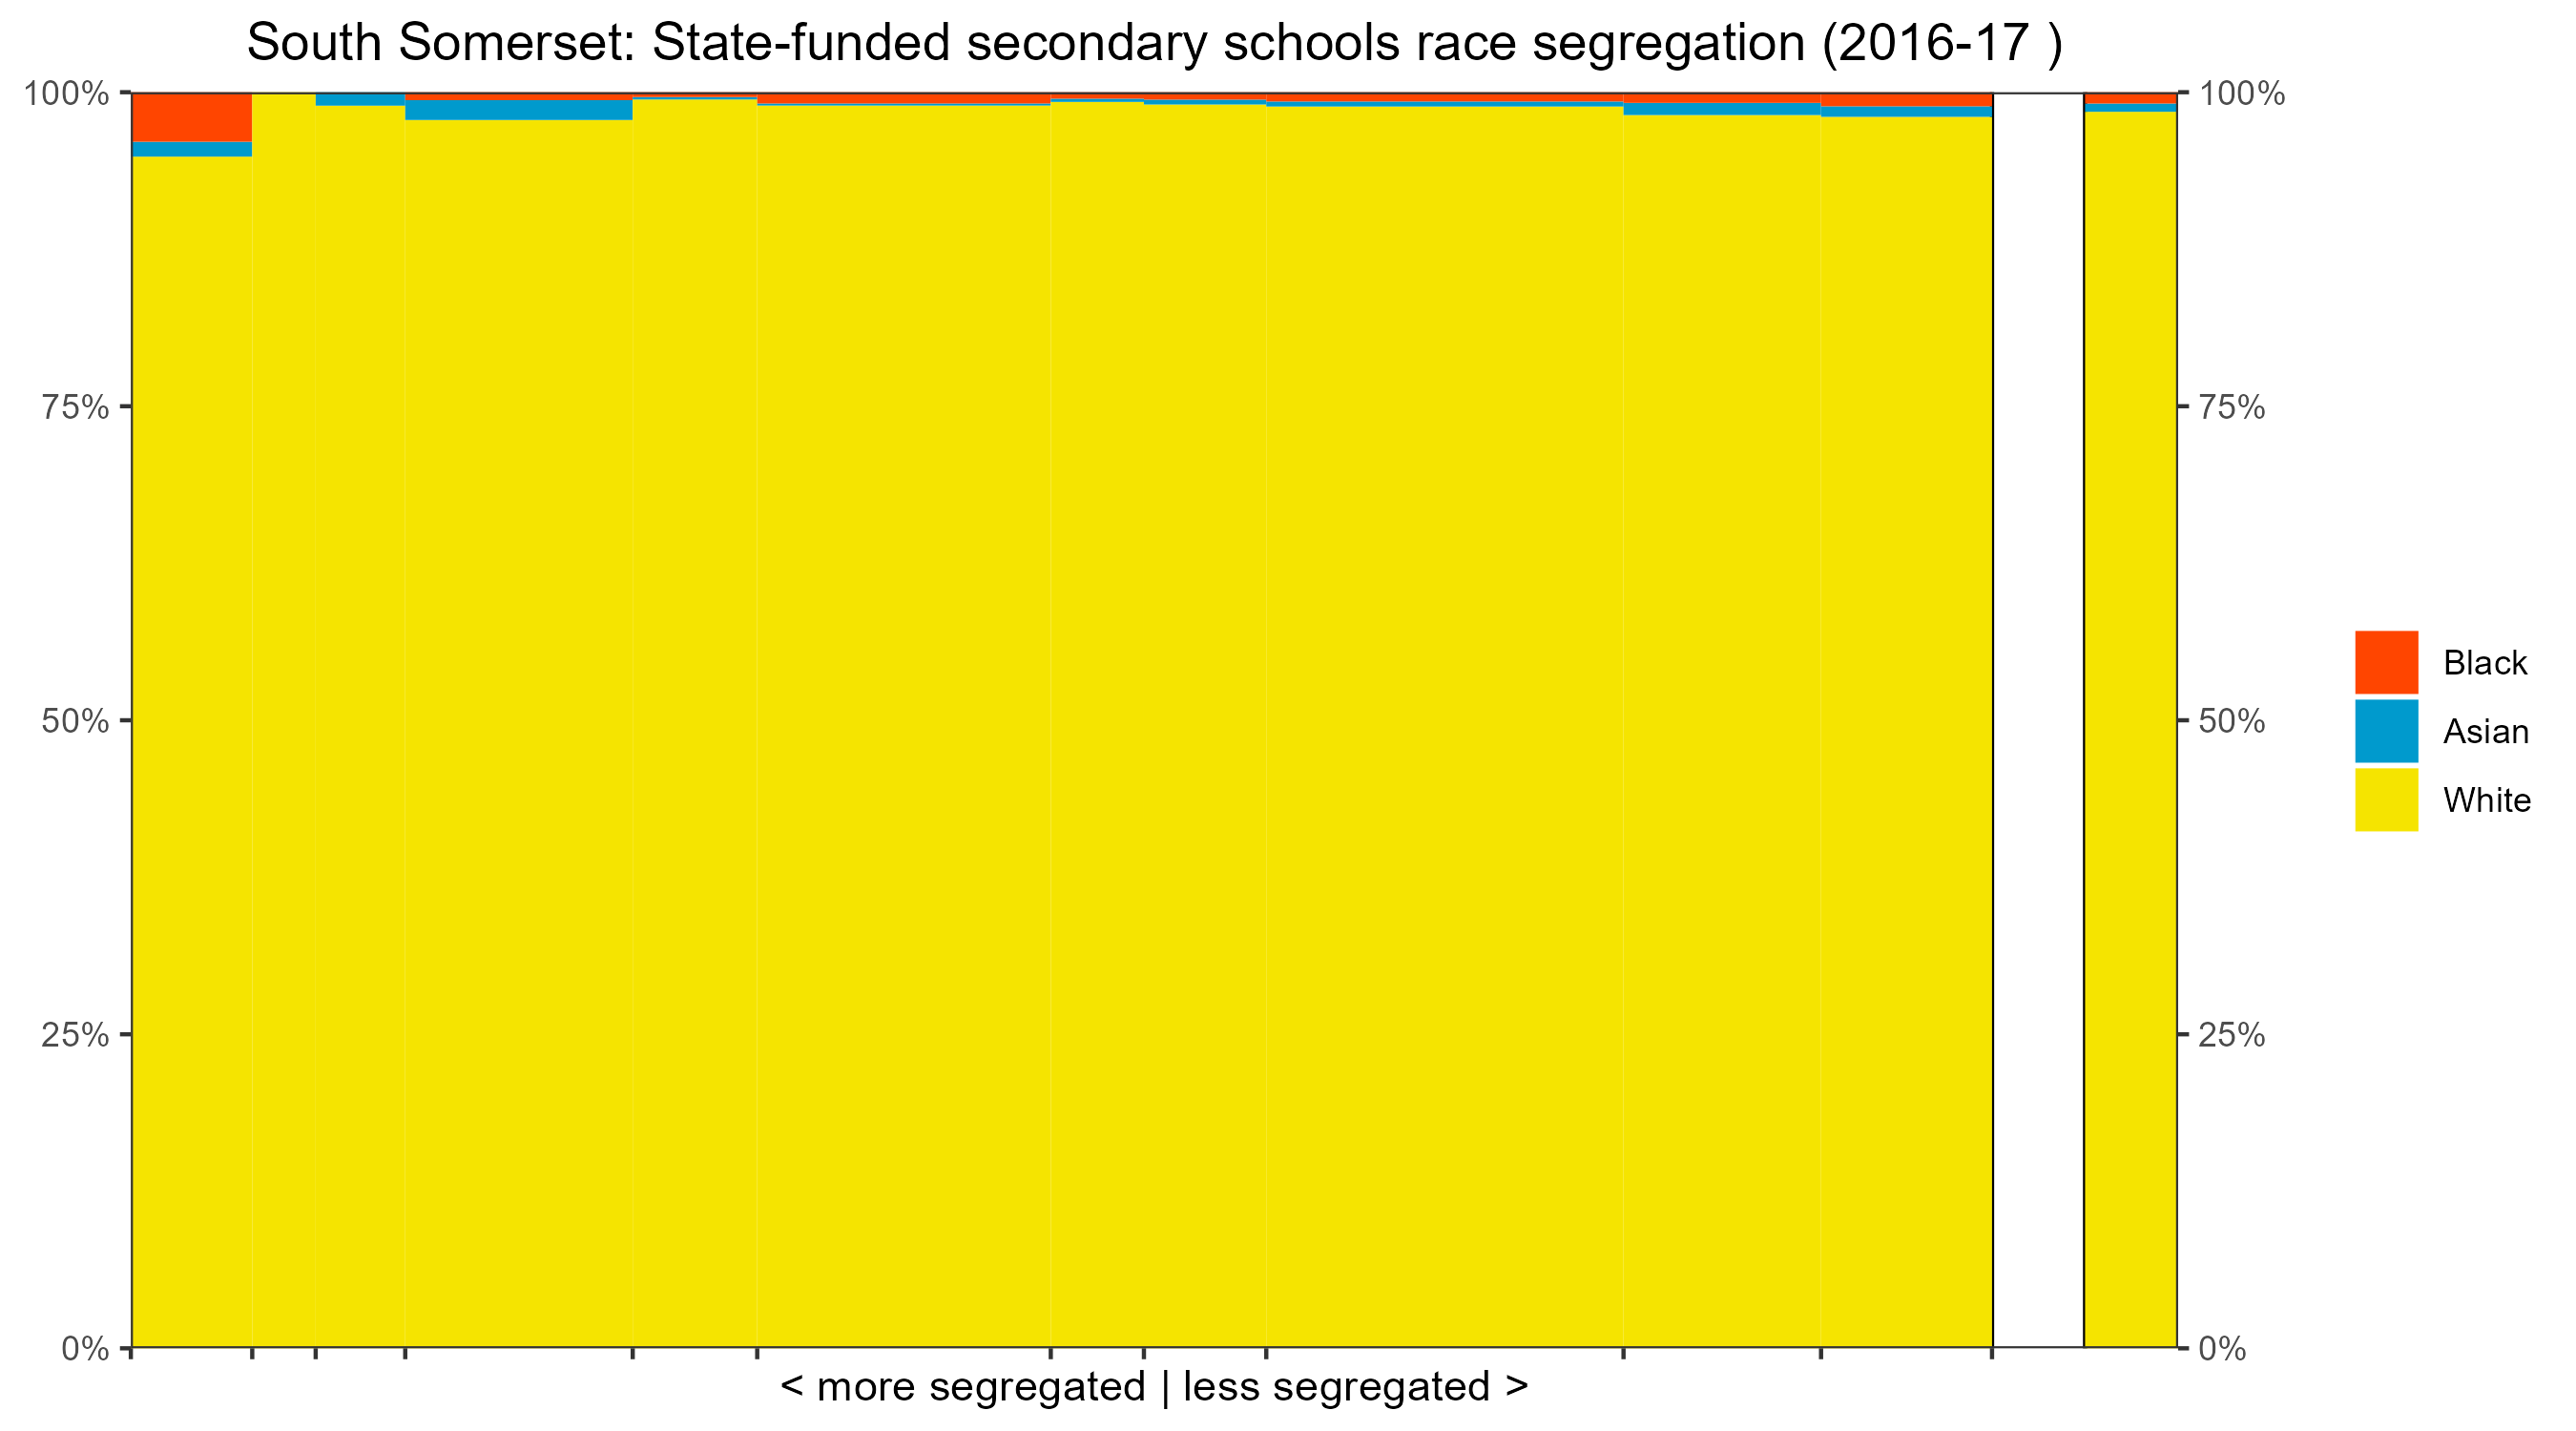 South Somerset: State-funded secondary schools race segregation (2016-17 )
100%
75%
50%
25%
0%
100%
75%
50%
25%
0%
Black
Asian
White
< more segregated | less segregated >